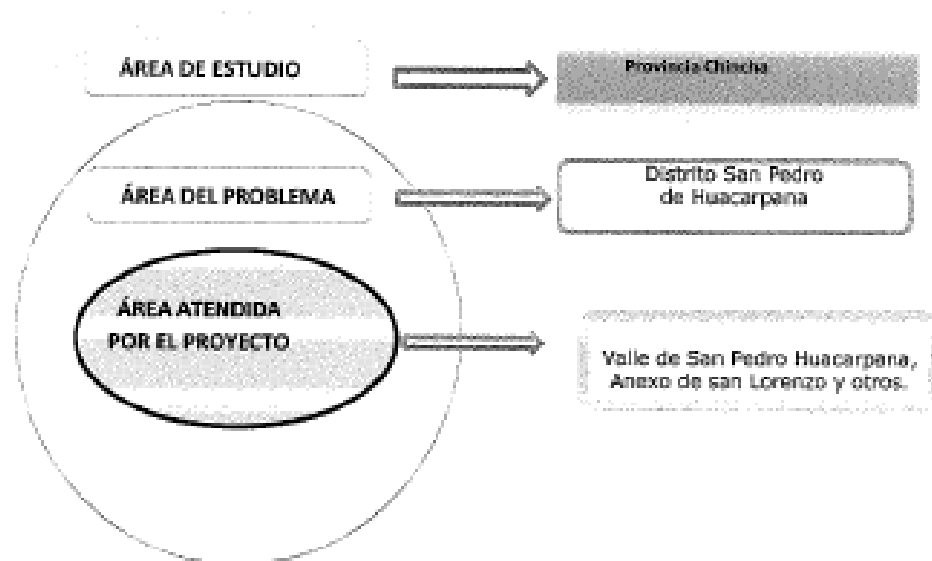 ÁREA DE ESTUDIO
Provincia Chincha
ÁREA DEL PROBLEMA
Distrito San Pedro
de Huacarpana
ÁREA ATENDIDA
POR EL PROYECTO
Valle de San Pedro Huacarpana,
Anexo de san Lorenzo y otros.